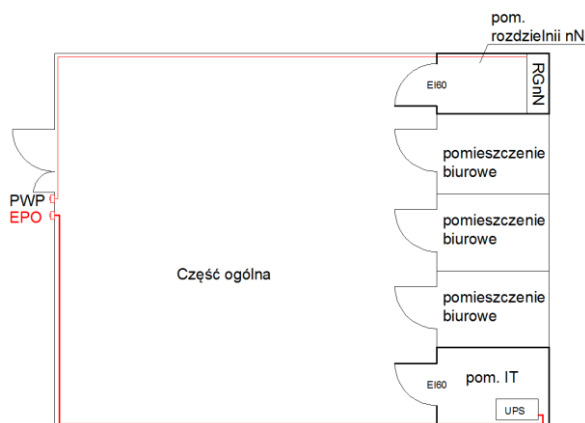 pom.
rozdzielnii nN
EI60
RGnN
pomieszczenie
biurowe
PWP
EPO
pomieszczenie
biurowe
Część ogólna
pomieszczenie
biurowe
EI60
pom. IT
UPS